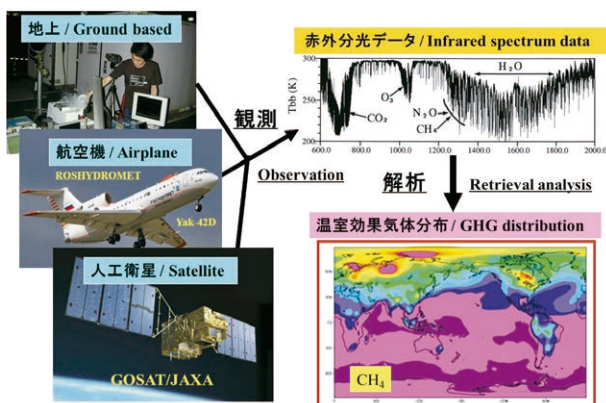 地上 / Ground based
航空機 / Airplane
ROSHYDROMET
Yak-42D
人工衛星 / Satellite
GOSAT/JAXA
観測
Observation
赤外分光データ / Infrared spectrum data
Tbb (K)
300
250
200
H₂O
O₃
CO₂
N₂O
CH₄
600.0 800.0 1000.0 1200.0 1400.0 1600.0 1800.0 2000.0
解析
Retrieval analysis
温室効果気体分布 / GHG distribution
CH₄